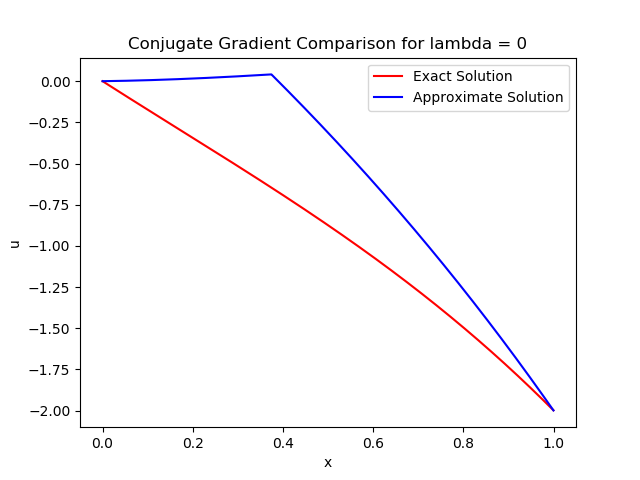 Conjugate Gradient Comparison for lambda = 0
Exact Solution
Approximate Solution
0.00
−0.25
−0.50
−0.75
−1.00
−1.25
−1.50
−1.75
−2.00
u
0.0 0.2 0.4 0.6 0.8 1.0
x